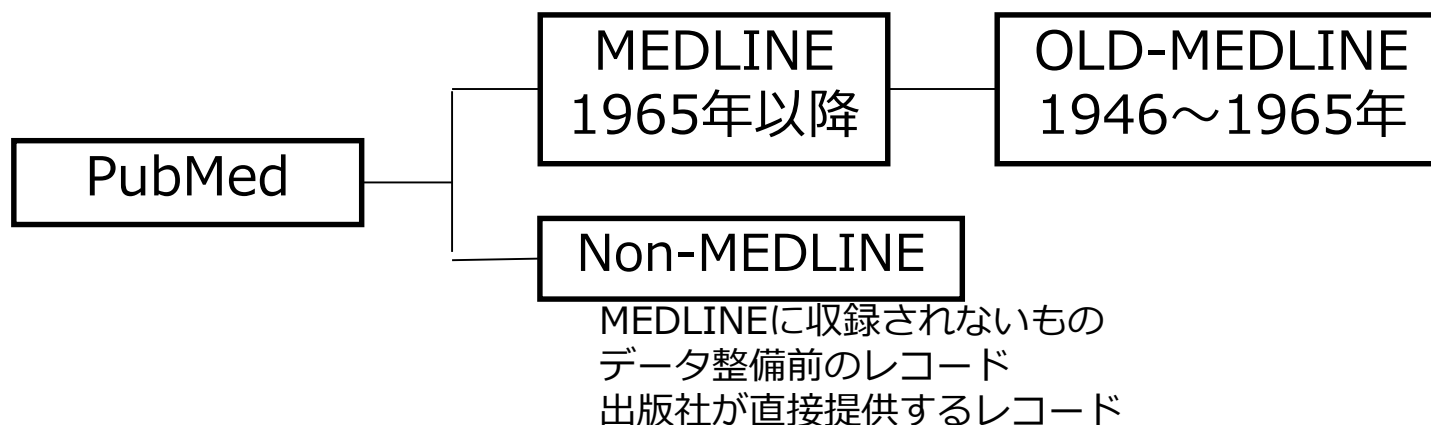 PubMed
MEDLINE
1965年以降
OLD-MEDLINE
1946～1965年
Non-MEDLINE
MEDLINEに収録されないもの
データ整備前のレコード
出版社が直接提供するレコード